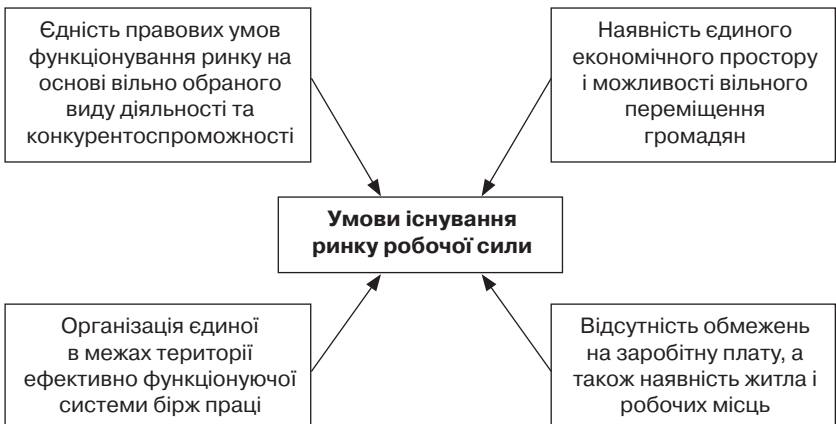 Єдність правових умов
функціонування ринку на
основі вільно обраного
виду діяльності та
конкурентоспроможності
Наявність єдиного
економічного простору
і можливості вільного
переміщення
громадян
Умови існування
ринку робочої сили
Організація єдиної
в межах території
ефективно функціонуючої
системи бірж праці
Відсутність обмежень
на заробітну плату, а
також наявність житла і
робочих місць